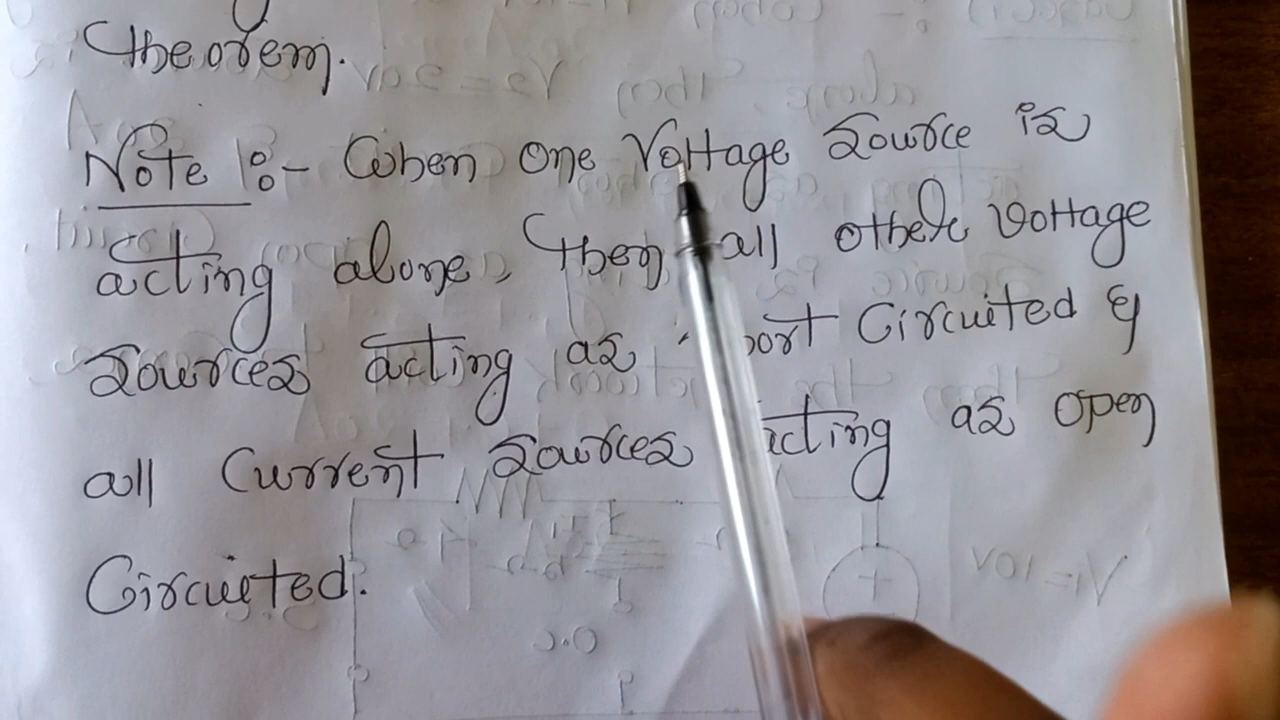 Theorem.
Note :- When one Voltage Source is
acting alone, then all other Voltage
Sources acting as short Circuited &
all Current Sources acting as open
Circuited.